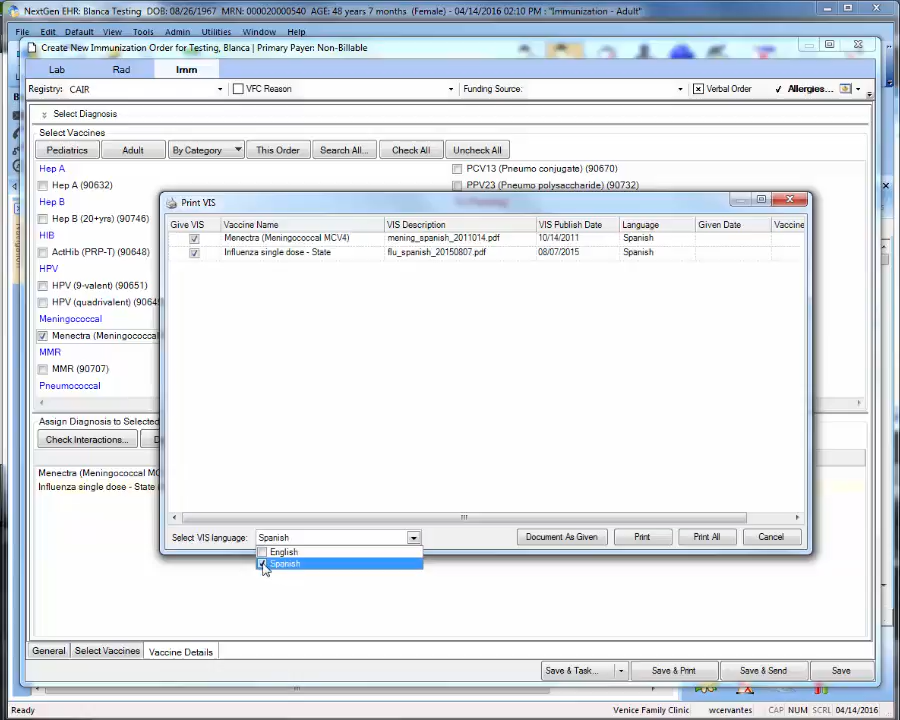 NextGen EHR: Blanca Testing DOB: 08/26/1967 MRN: 000020000540 AGE: 48 years 7 months (Female) - 04/14/2016 02:10 PM : "Immunization - Adult"
File Edit Default View Tools Admin Utilities Window Help
Create New Immunization Order for Testing, Blanca | Primary Payer: Non-Billable
Lab Rad Imm
Registry: CAIR VFC Reason Funding Source: Verbal Order Allergies...
Select Diagnosis
Select Vaccines
Pediatrics Adult By Category This Order Search All... Check All Uncheck All
Hep A
PCV13 (Pneumo conjugate) (90670)
Hep A (90632)
PPV23 (Pneumo polysaccharide) (90732)
Hep B
Hep B (20+yrs) (90746)
HIB
ActHib (PRP-T) (90648)
HPV
HPV (9-valent) (90651)
HPV (quadrivalent) (90649
Meningococcal
Menectra (Meningococcal
MMR
MMR (90707)
Pneumococcal
Assign Diagnosis to Selected
Check Interactions... D
Menectra (Meningococcal MC
Influenza single dose - State
Print VIS
Give VIS Vaccine Name VIS Description VIS Publish Date Language Given Date Vaccine
Menectra (Meningococcal MCV4) mening_spanish_2011014.pdf 10/14/2011 Spanish
Influenza single dose - State flu_spanish_20150807.pdf 08/07/2015 Spanish
Select VIS language: Spanish Document As Given Print Print All Cancel
English
Spanish
General Select Vaccines Vaccine Details
Save & Task... Save & Print Save & Send Save
Ready Venice Family Clinic wcervantes CAP NUM SCRL 04/14/2016